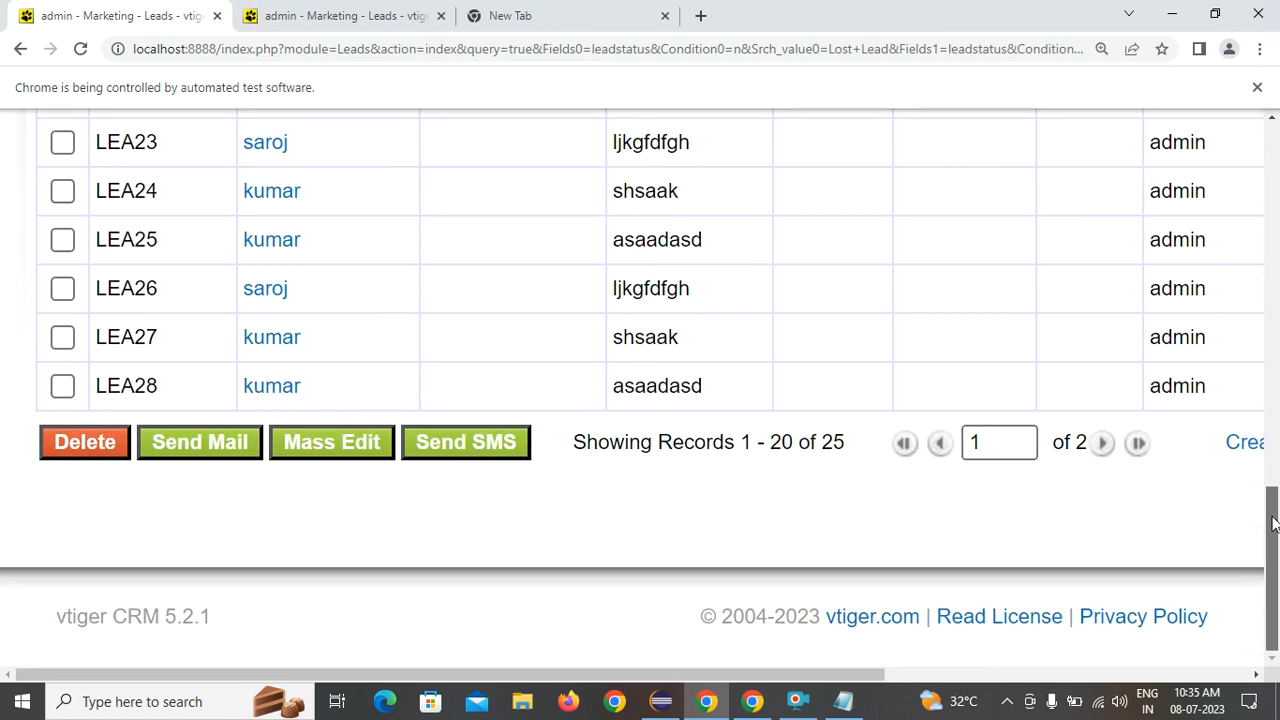 admin - Marketing - Leads - vtige
admin - Marketing - Leads - vtige
New Tab
localhost:8888/index.php?module=Leads&action=index&query=true&Fields0=leadstatus&Condition0=n&Srch_value0=Lost+Lead&Fields1=leadstatus&Condition...
Chrome is being controlled by automated test software.
LEA23 saroj ljkgfdfgh admin
LEA24 kumar shsaak admin
LEA25 kumar asaadasd admin
LEA26 saroj ljkgfdfgh admin
LEA27 kumar shsaak admin
LEA28 kumar asaadasd admin
Delete Send Mail Mass Edit Send SMS Showing Records 1 - 20 of 25 1 of 2 Crea
vtiger CRM 5.2.1 © 2004-2023 vtiger.com | Read License | Privacy Policy
Type here to search 32°C ENG IN 10:35 AM 08-07-2023